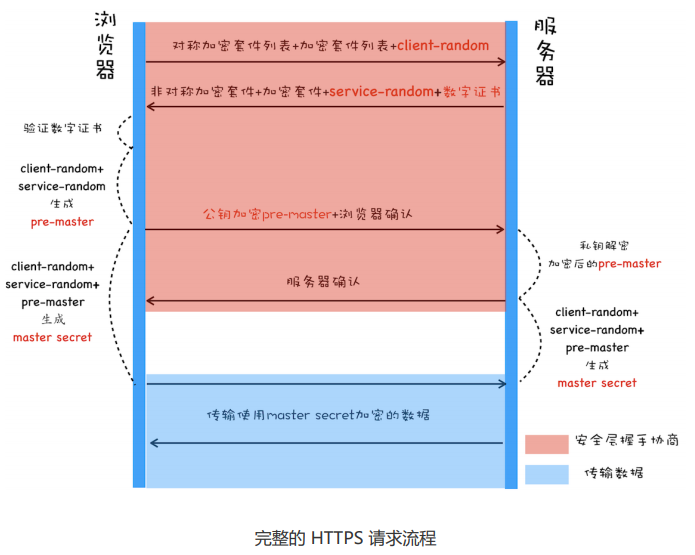 浏览器
服务器
对称加密套件列表+加密套件列表+client-random
非对称加密套件+加密套件+service-random+数字证书
验证数字证书
client-random+
service-random
生成
pre-master
公钥加密pre-master+浏览器确认
私钥解密
加密后的pre-master
client-random+
service-random+
pre-master
生成
master secret
服务器确认
client-random+
service-random+
pre-master
生成
master secret
传输使用master secret加密的数据
安全层握手协商
传输数据
完整的 HTTPS 请求流程